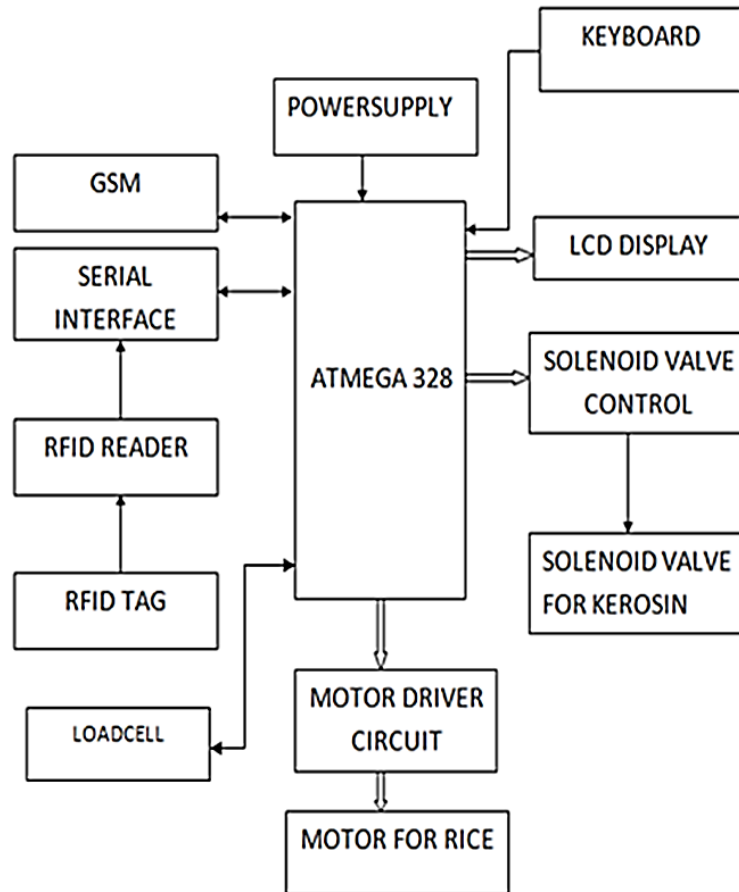 KEYBOARD
POWERSUPPLY
GSM
LCD DISPLAY
SERIAL
INTERFACE
ATMEGA 328
SOLENOID VALVE
CONTROL
RFID READER
SOLENOID VALVE
FOR KEROSIN
RFID TAG
MOTOR DRIVER
CIRCUIT
LOADCELL
MOTOR FOR RICE